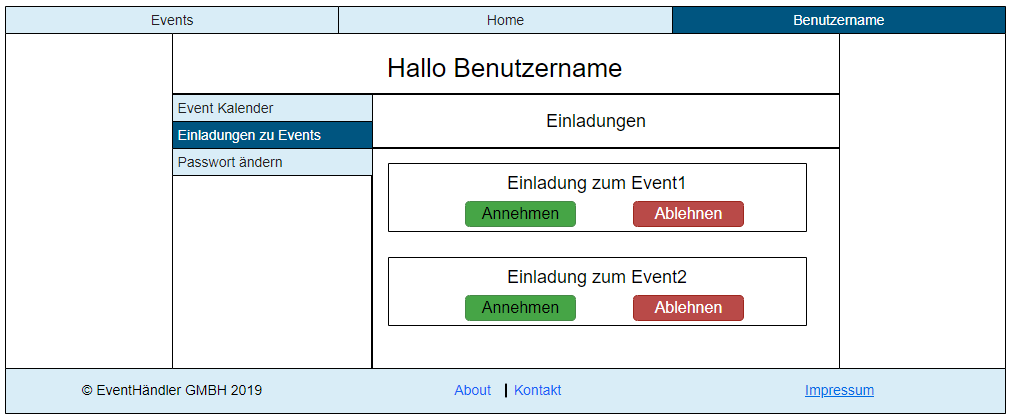 Events Home Benutzername
Hallo Benutzername
Event Kalender
Einladungen zu Events
Passwort ändern
Einladungen
Einladung zum Event1
Annehmen Ablehnen
Einladung zum Event2
Annehmen Ablehnen
© EventHändler GMBH 2019 About | Kontakt Impressum